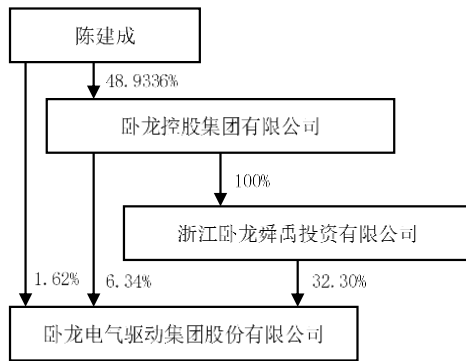 陈建成
48.9336%
卧龙控股集团有限公司
100%
浙江卧龙舜禹投资有限公司
1.62%
6.34%
32.30%
卧龙电气驱动集团股份有限公司